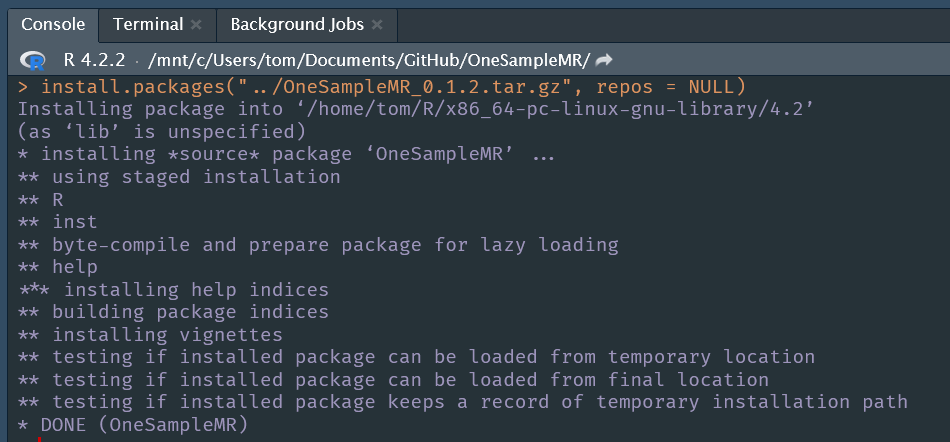 Console Terminal × Background Jobs ×
R 4.2.2 · /mnt/c/Users/tom/Documents/GitHub/OneSampleMR/
> install.packages("../OneSampleMR_0.1.2.tar.gz", repos = NULL)
Installing package into ‘/home/tom/R/x86_64-pc-linux-gnu-library/4.2’
(as ‘lib’ is unspecified)
* installing *source* package ‘OneSampleMR’ ...
** using staged installation
** R
** inst
** byte-compile and prepare package for lazy loading
** help
*** installing help indices
** building package indices
** installing vignettes
** testing if installed package can be loaded from temporary location
** testing if installed package can be loaded from final location
** testing if installed package keeps a record of temporary installation path
* DONE (OneSampleMR)